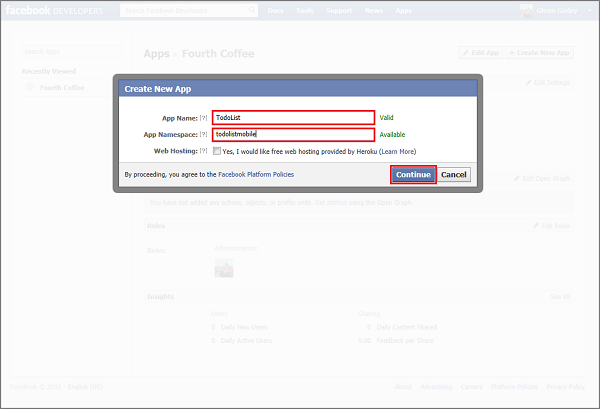 facebook DEVELOPERS Search Facebook Developers Docs Tools Support News Apps
Search Apps
Apps › Fourth Coffee
Edit App + Create New App
Recently Viewed
Fourth Coffee
Edit Settings
Create New App
App Name: [?] TodoList Valid
App Namespace: [?] todolistmobile Available
Web Hosting: [?] Yes, I would like free web hosting provided by Heroku (Learn More)
By proceeding, you agree to the Facebook Platform Policies
Continue Cancel
Edit Open Graph
You have not added any actions, objects, or profile units. Get started using the Open Graph.
Roles
Edit Roles
Insights
See All
Users
Sharing
0 Daily New Users
0 Daily Content Shared
0 Daily Active Users
0.00 Feedback per Share
English (US)
About Advertising Careers Platform Policies Privacy Policy